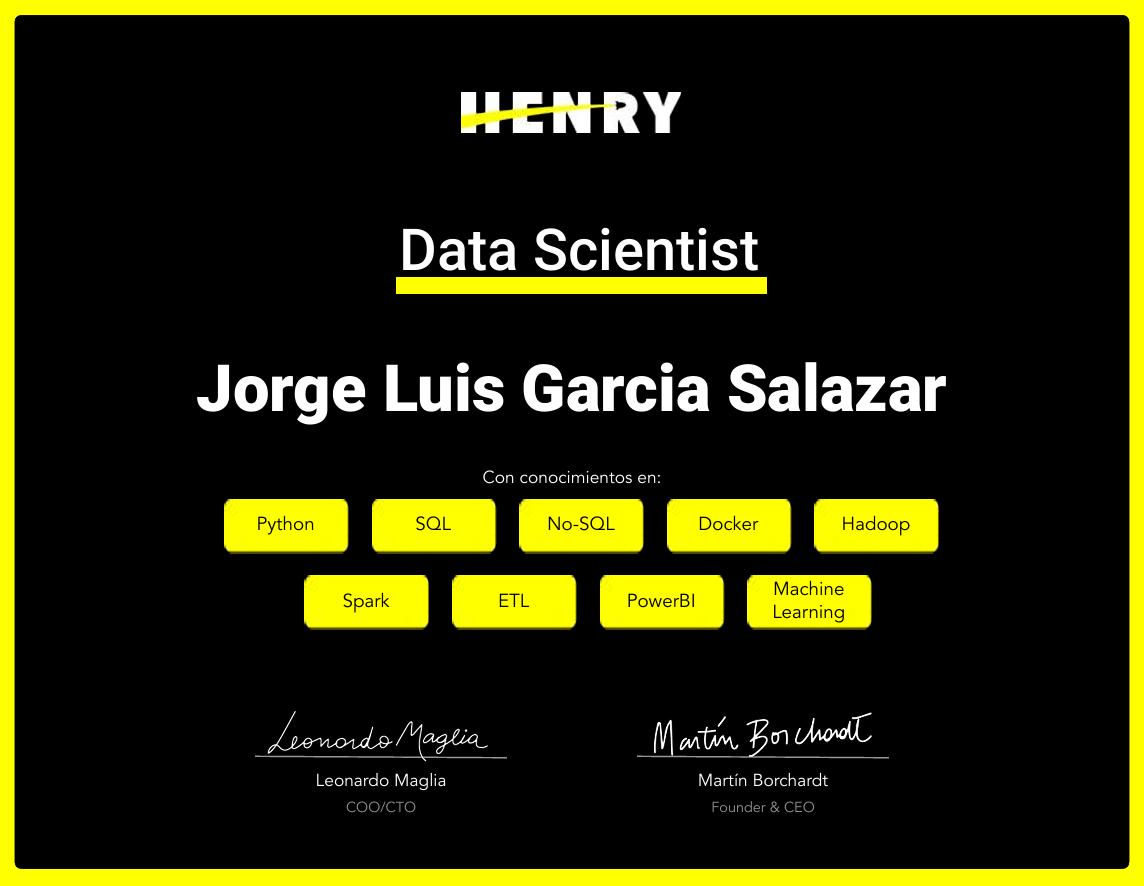 HENRY
Data Scientist
Jorge Luis Garcia Salazar
Con conocimientos en:
Python SQL No-SQL Docker Hadoop
Spark ETL PowerBI Machine Learning
Leonardo Maglia Martín Borchardt
Leonardo Maglia Martín Borchardt
COO/CTO Founder & CEO